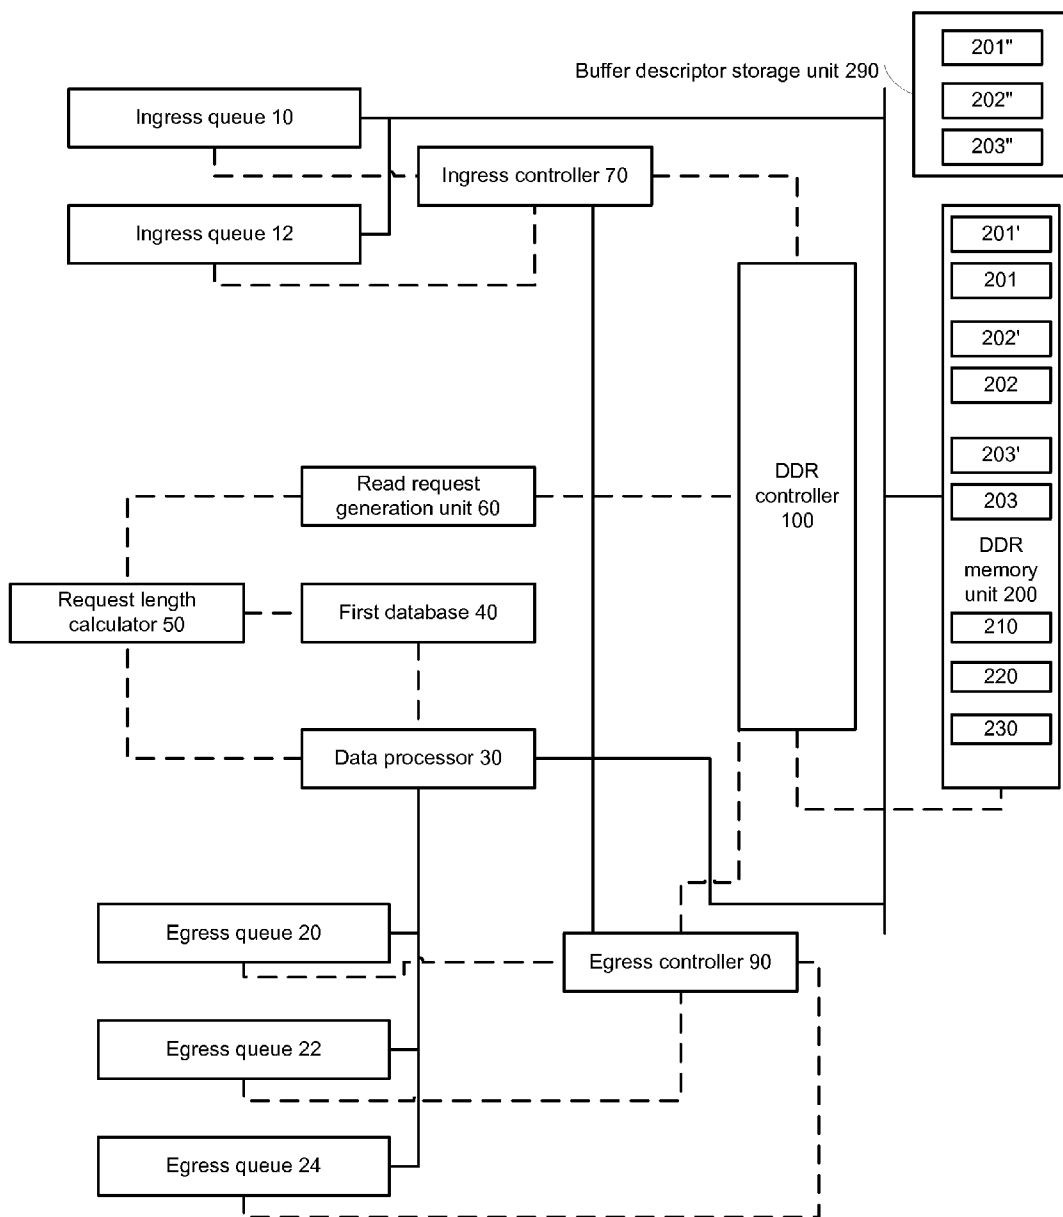 201"
Buffer descriptor storage unit 290
202"
Ingress queue 10
203"
Ingress controller 70
Ingress queue 12
201'
201
202'
202
203'
Read request
generation unit 60
DDR
controller
100
203
DDR
memory
unit 200
Request length
calculator 50
First database 40
210
220
230
Data processor 30
Egress queue 20
Egress controller 90
Egress queue 22
Egress queue 24